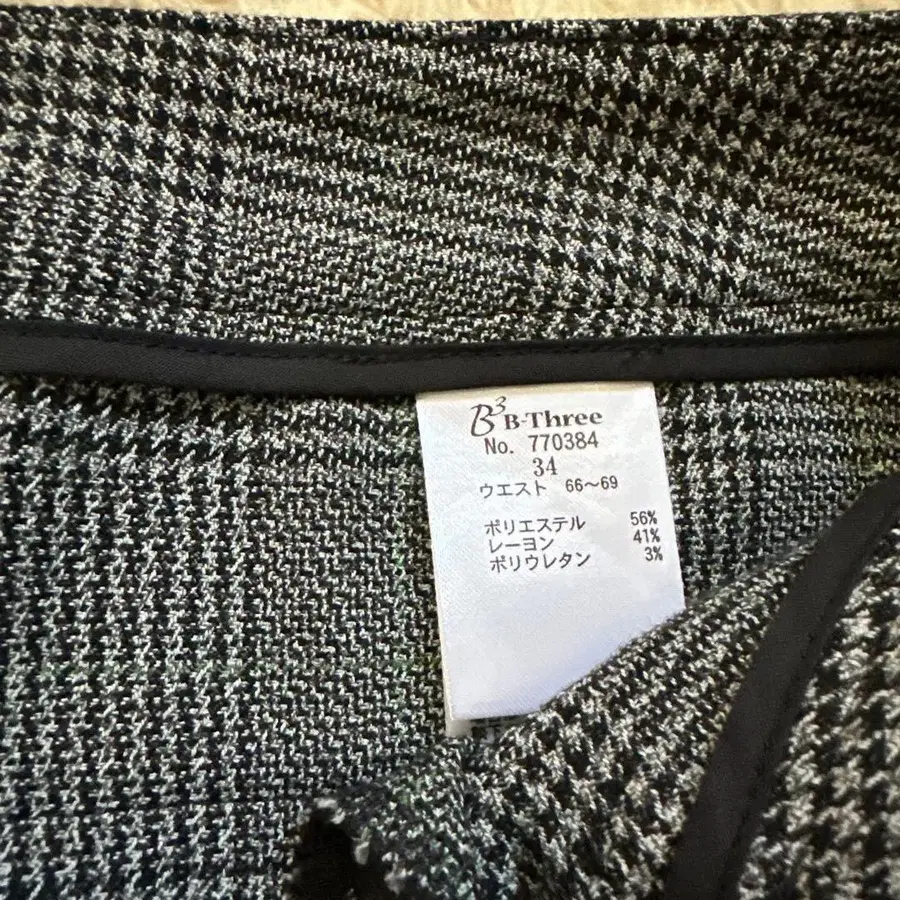 B³ B-Three
No. 770384
34
ウエスト 66～69
ポリエステル 56%
レーヨン 41%
ポリウレタン 3%